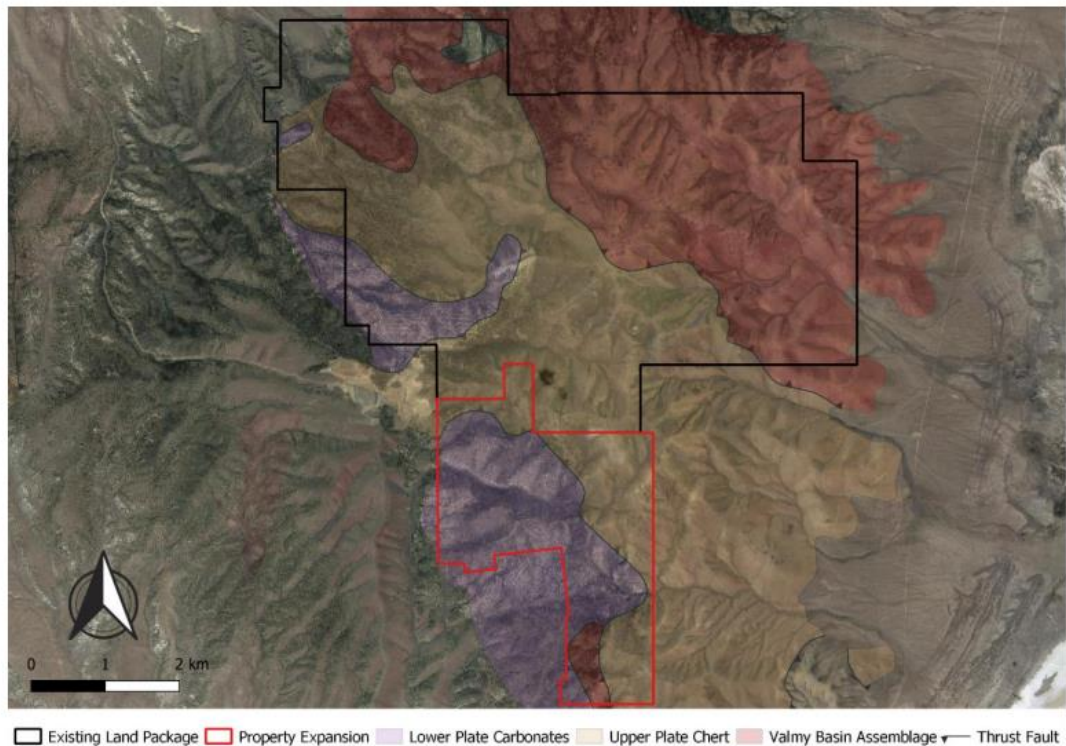 0 1 2 km
Existing Land Package Property Expansion Lower Plate Carbonates Upper Plate Chert Valmy Basin Assemblage Thrust Fault